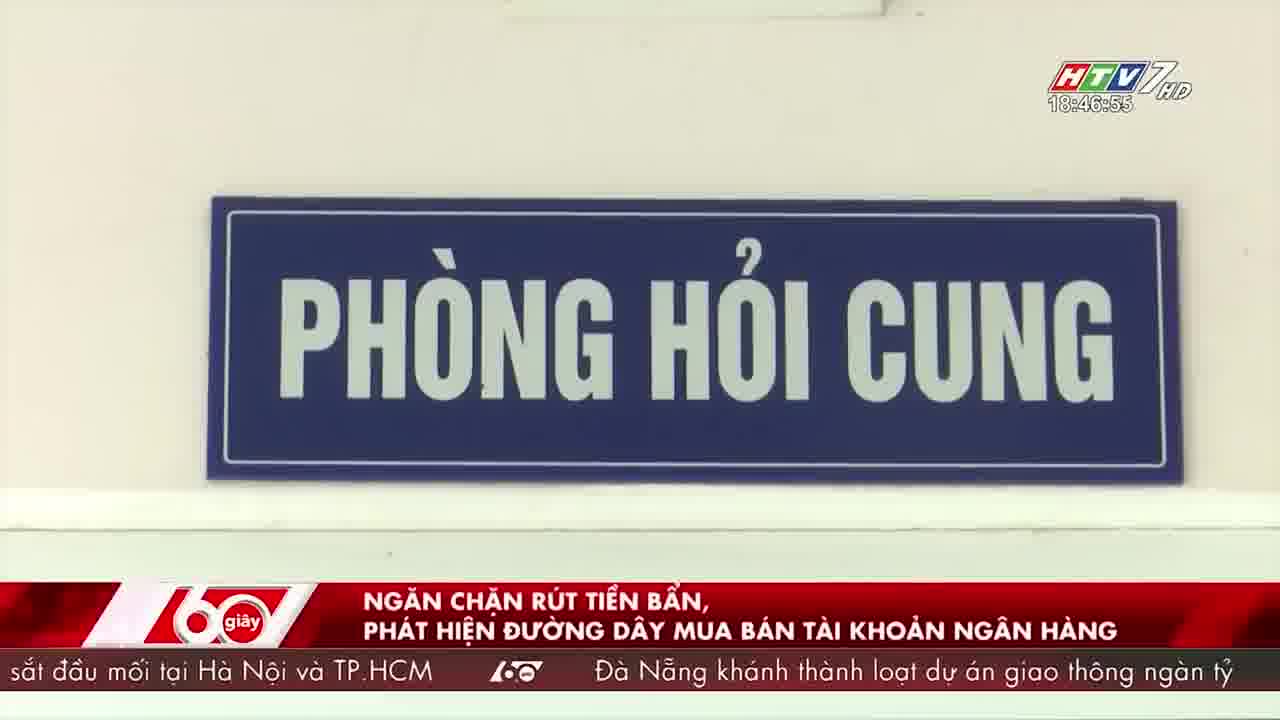 HTV7 HD
18:46:55
PHÒNG HỎI CUNG
60 giây
NGĂN CHẶN RÚT TIỀN BẨN,
PHÁT HIỆN ĐƯỜNG DÂY MUA BÁN TÀI KHOẢN NGÂN HÀNG
sắt đầu mối tại Hà Nội và TP.HCM 60 giây Đà Nẵng khánh thành loạt dự án giao thông ngàn tỷ